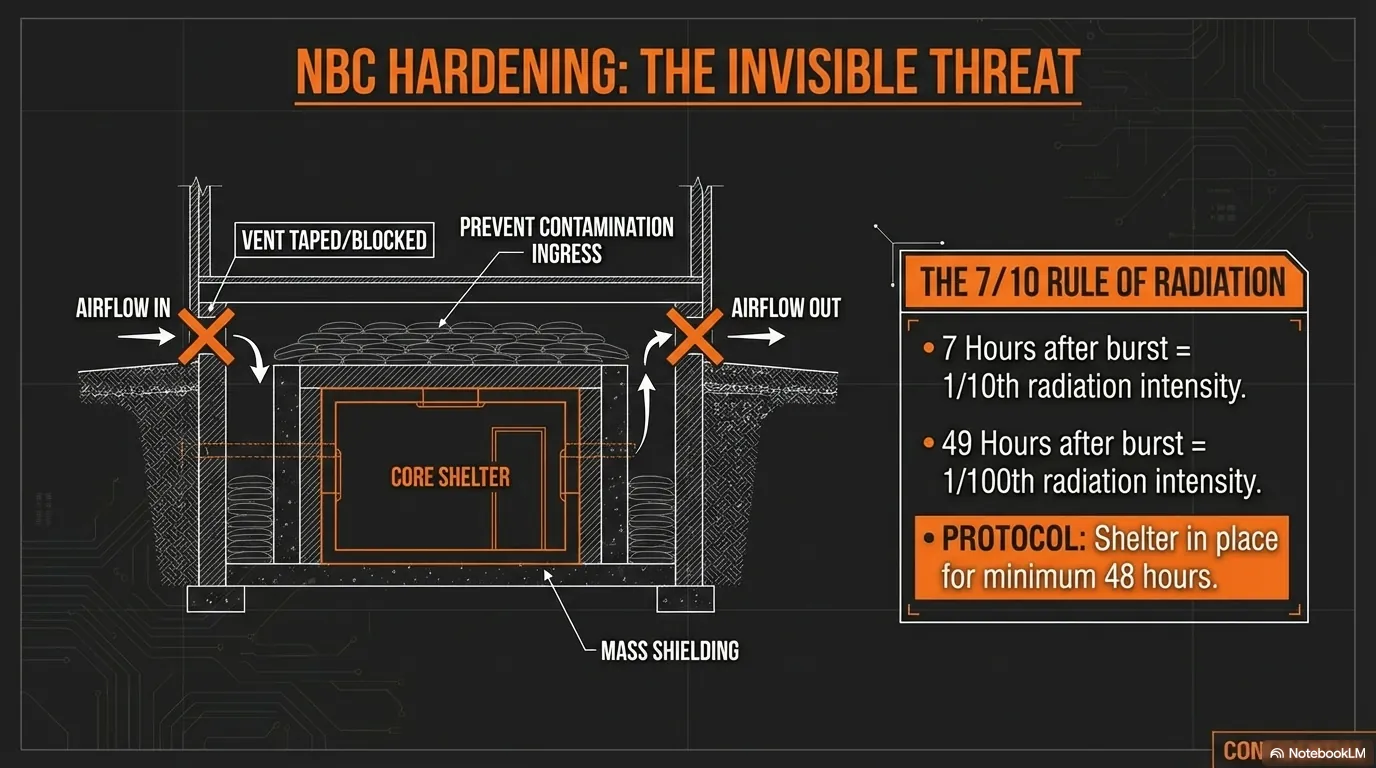 NBC HARDENING: THE INVISIBLE THREAT
VENT TAPED/BLOCKED
PREVENT CONTAMINATION
INGRESS
AIRFLOW IN
AIRFLOW OUT
CORE SHELTER
MASS SHIELDING
THE 7/10 RULE OF RADIATION
• 7 Hours after burst =
1/10th radiation intensity.
• 49 Hours after burst =
1/100th radiation intensity.
• PROTOCOL: Shelter in place
for minimum 48 hours.
NotebookLM